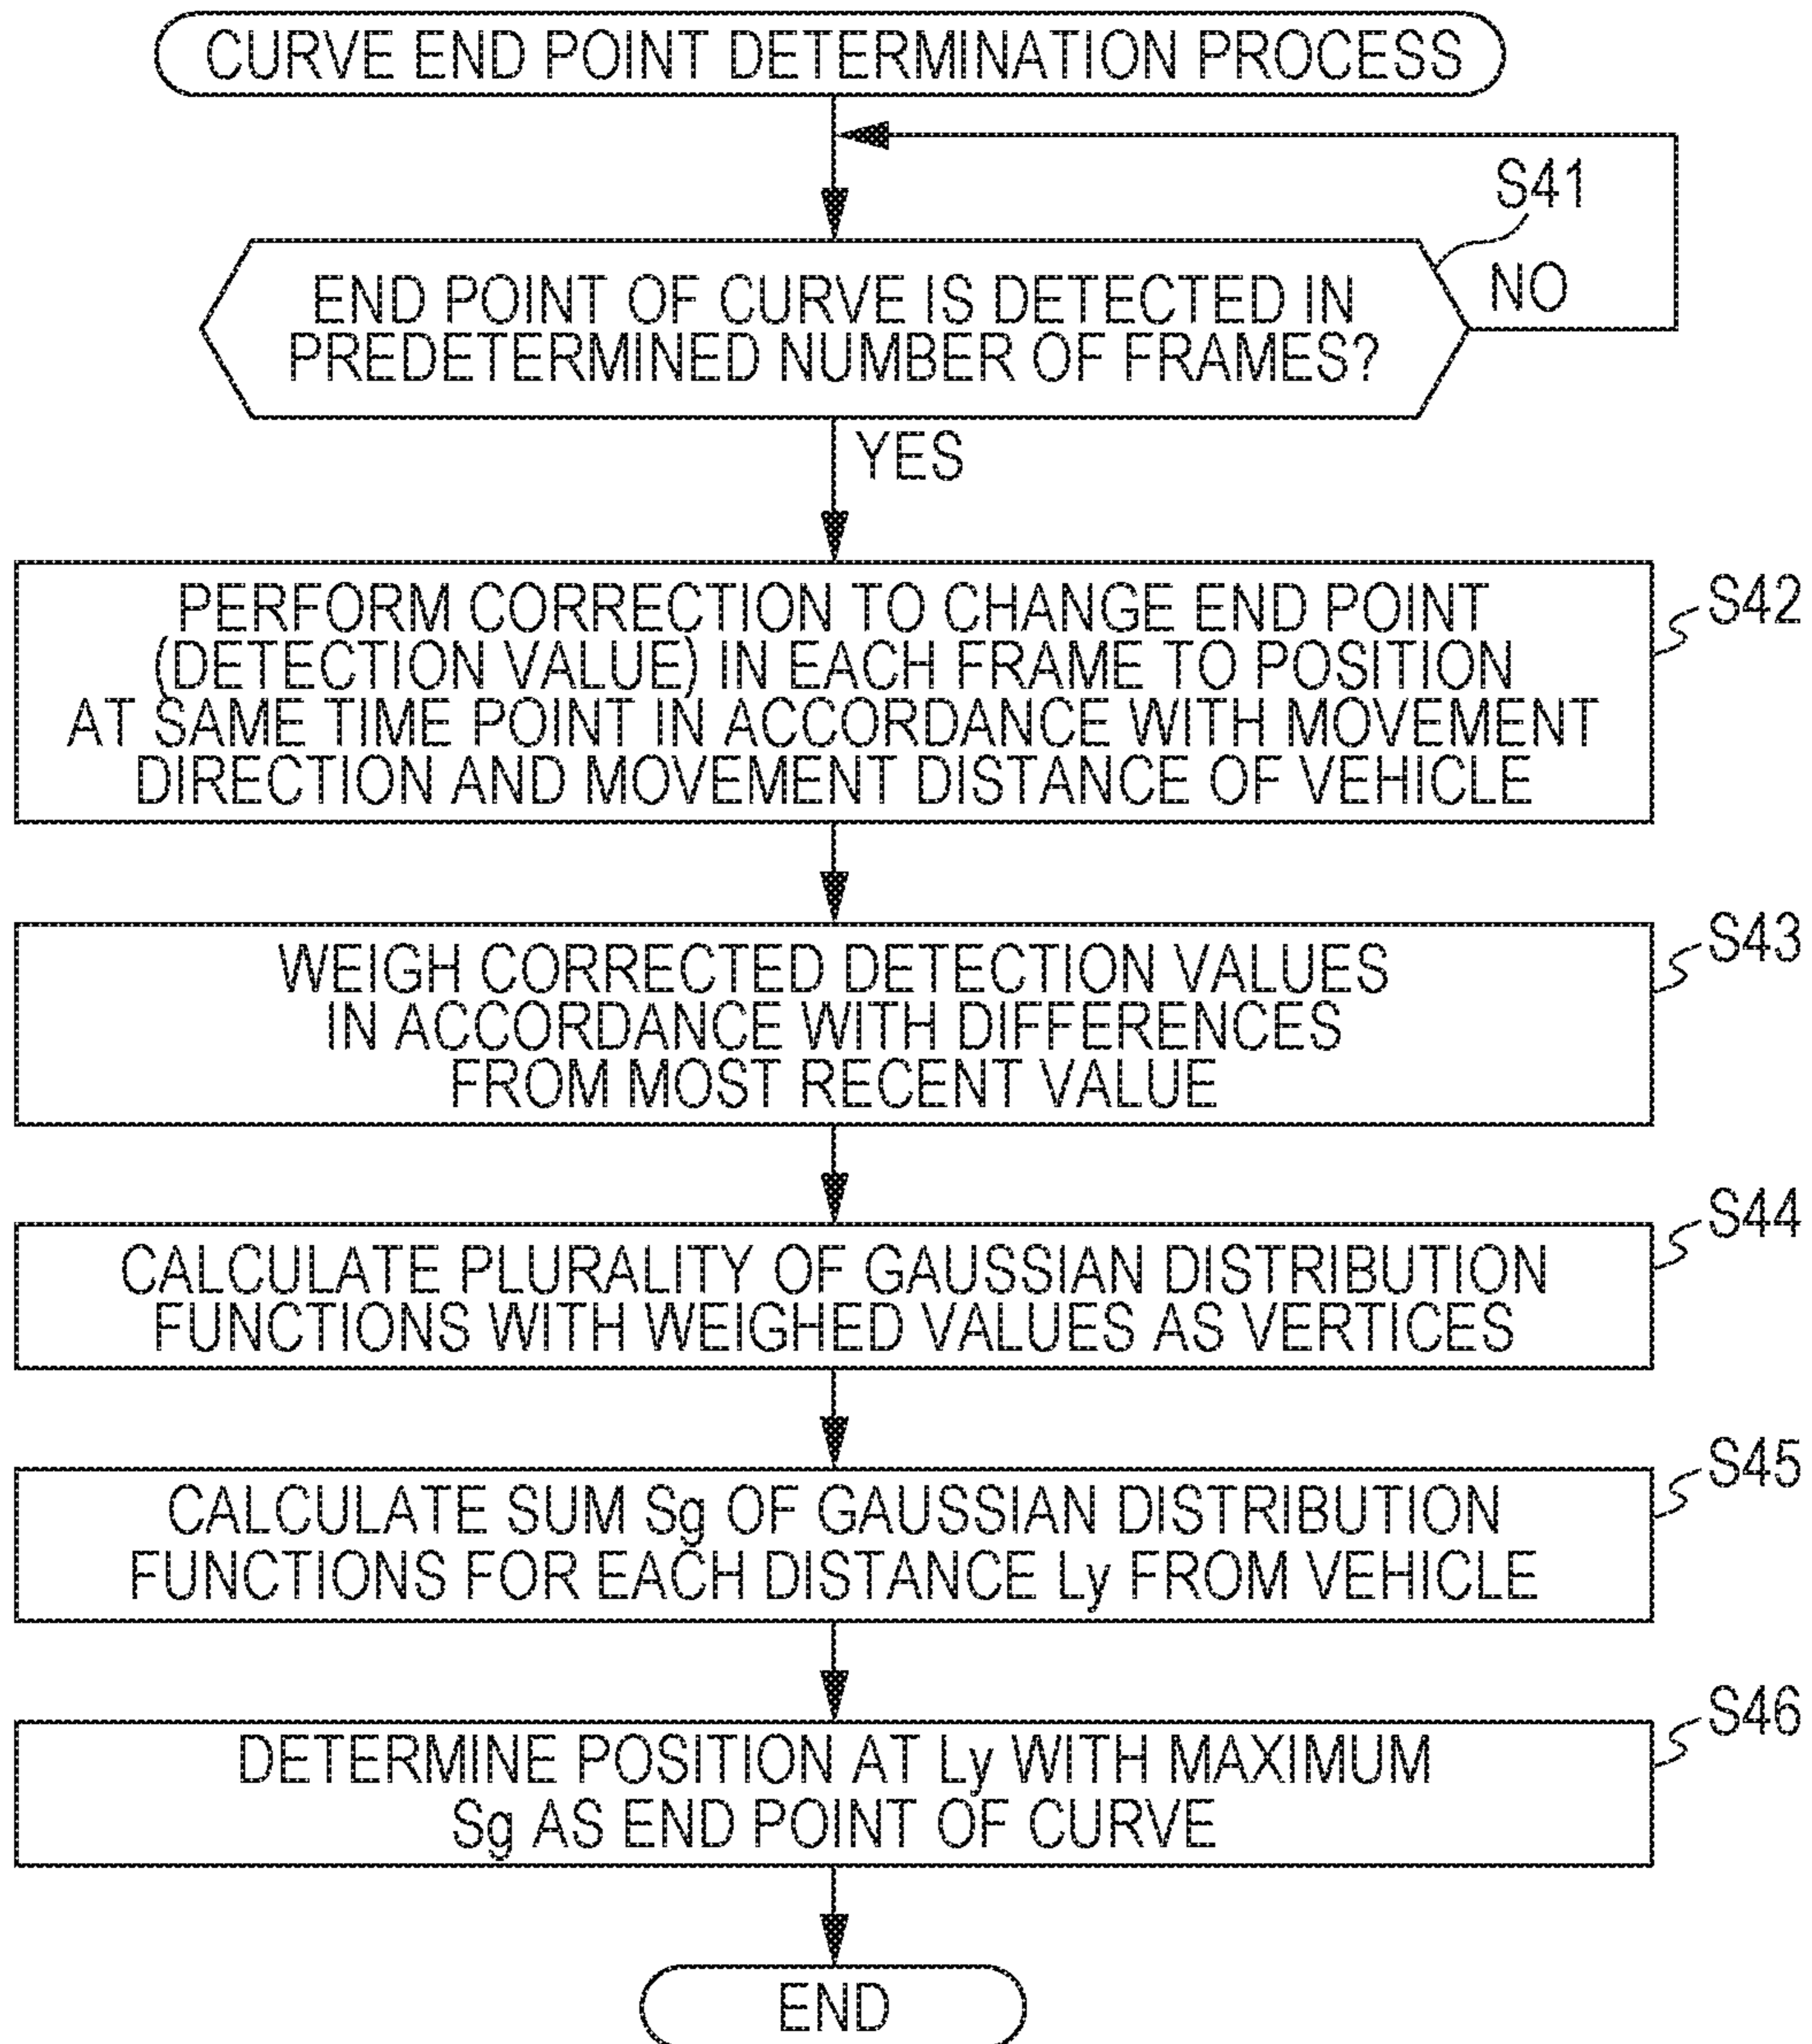 CURVE END POINT DETERMINATION PROCESS
S41
END POINT OF CURVE IS DETECTED IN
PREDETERMINED NUMBER OF FRAMES?
NO
YES
S42
PERFORM CORRECTION TO CHANGE END POINT
(DETECTION VALUE) IN EACH FRAME TO POSITION
AT SAME TIME POINT IN ACCORDANCE WITH MOVEMENT
DIRECTION AND MOVEMENT DISTANCE OF VEHICLE
S43
WEIGH CORRECTED DETECTION VALUES
IN ACCORDANCE WITH DIFFERENCES
FROM MOST RECENT VALUE
S44
CALCULATE PLURALITY OF GAUSSIAN DISTRIBUTION
FUNCTIONS WITH WEIGHED VALUES AS VERTICES
S45
CALCULATE SUM Sg OF GAUSSIAN DISTRIBUTION
FUNCTIONS FOR EACH DISTANCE Ly FROM VEHICLE
S46
DETERMINE POSITION AT Ly WITH MAXIMUM
Sg AS END POINT OF CURVE
END